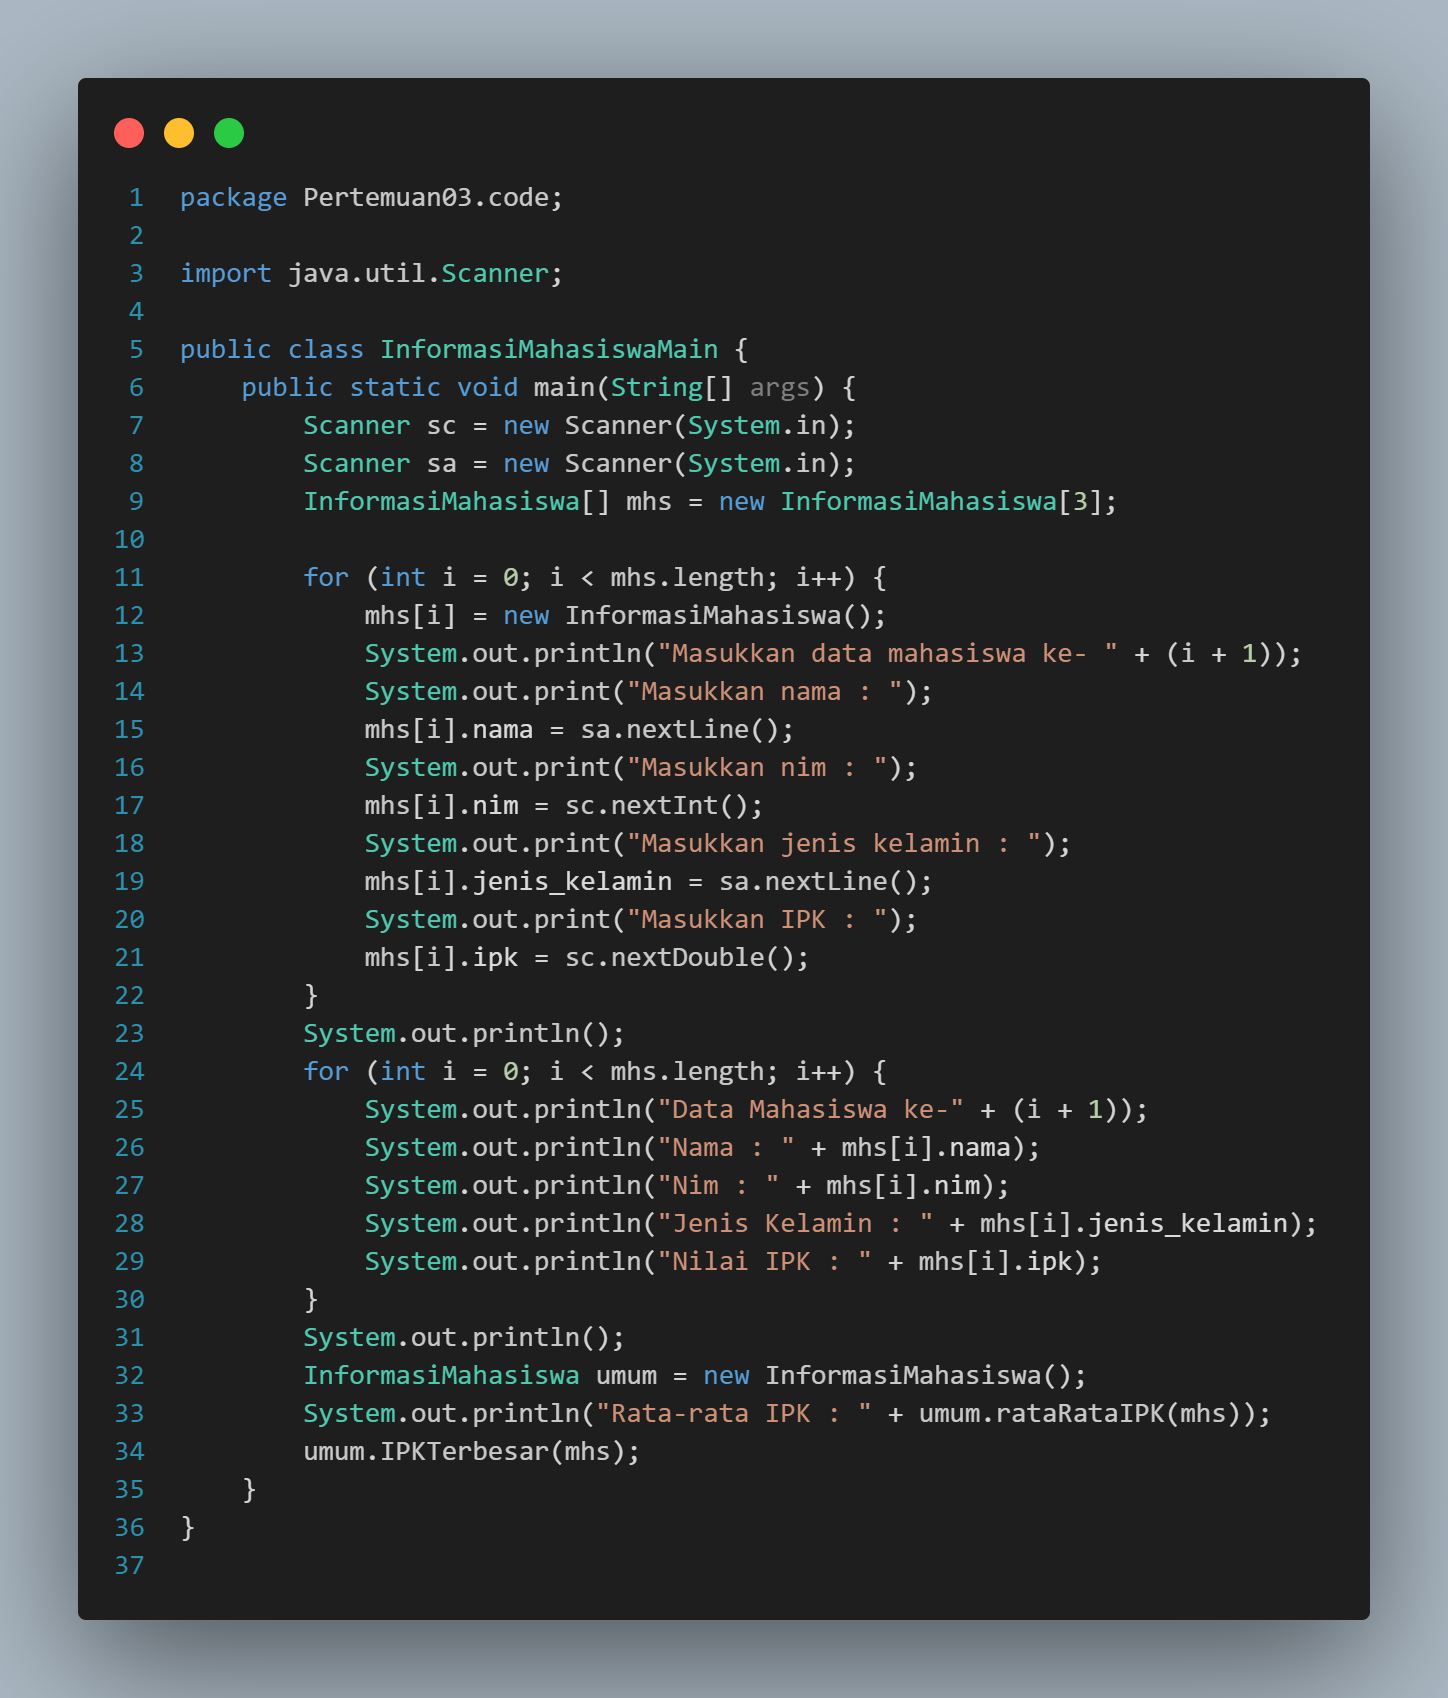 1 package Pertemuan03.code;
2
3 import java.util.Scanner;
4
5 public class InformasiMahasiswaMain {
6     public static void main(String[] args) {
7         Scanner sc = new Scanner(System.in);
8         Scanner sa = new Scanner(System.in);
9         InformasiMahasiswa[] mhs = new InformasiMahasiswa[3];
10
11         for (int i = 0; i < mhs.length; i++) {
12             mhs[i] = new InformasiMahasiswa();
13             System.out.println("Masukkan data mahasiswa ke- " + (i + 1));
14             System.out.print("Masukkan nama : ");
15             mhs[i].nama = sa.nextLine();
16             System.out.print("Masukkan nim : ");
17             mhs[i].nim = sc.nextInt();
18             System.out.print("Masukkan jenis kelamin : ");
19             mhs[i].jenis_kelamin = sa.nextLine();
20             System.out.print("Masukkan IPK : ");
21             mhs[i].ipk = sc.nextDouble();
22         }
23         System.out.println();
24         for (int i = 0; i < mhs.length; i++) {
25             System.out.println("Data Mahasiswa ke-" + (i + 1));
26             System.out.println("Nama : " + mhs[i].nama);
27             System.out.println("Nim : " + mhs[i].nim);
28             System.out.println("Jenis Kelamin : " + mhs[i].jenis_kelamin);
29             System.out.println("Nilai IPK : " + mhs[i].ipk);
30         }
31         System.out.println();
32         InformasiMahasiswa umum = new InformasiMahasiswa();
33         System.out.println("Rata-rata IPK : " + umum.rataRataIPK(mhs));
34         umum.IPKTerbesar(mhs);
35     }
36 }
37